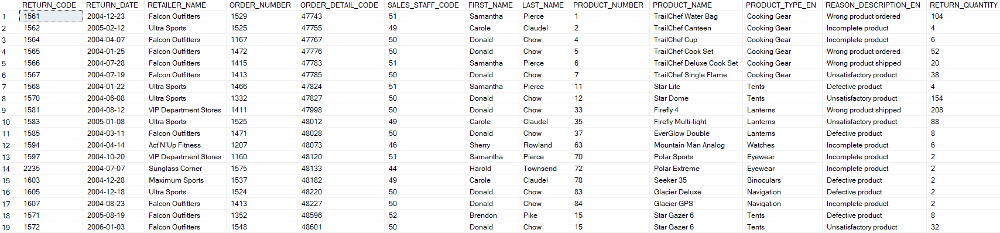 RETURN_CODE RETURN_DATE RETAILER_NAME ORDER_NUMBER ORDER_DETAIL_CODE SALES_STAFF_CODE FIRST_NAME LAST_NAME PRODUCT_NUMBER PRODUCT_NAME PRODUCT_TYPE_EN REASON_DESCRIPTION_EN RETURN_QUANTITY
1 1561 2004-12-23 Falcon Outfitters 1529 47743 51 Samantha Pierce 1 TrailChef Water Bag Cooking Gear Wrong product ordered 104
2 1562 2005-02-12 Ultra Sports 1525 47755 49 Carole Claudel 2 TrailChef Canteen Cooking Gear Incomplete product 4
3 1564 2004-04-07 Falcon Outfitters 1167 47767 50 Donald Chow 4 TrailChef Cup Cooking Gear Incomplete product 6
4 1565 2004-01-25 Falcon Outfitters 1472 47776 50 Donald Chow 5 TrailChef Cook Set Cooking Gear Wrong product ordered 52
5 1566 2004-07-28 Falcon Outfitters 1415 47783 51 Samantha Pierce 6 TrailChef Deluxe Cook Set Cooking Gear Wrong product shipped 20
6 1567 2004-07-19 Falcon Outfitters 1413 47785 50 Donald Chow 7 TrailChef Single Flame Cooking Gear Unsatisfactory product 38
7 1568 2004-01-22 Ultra Sports 1466 47824 51 Samantha Pierce 11 Star Lite Tents Defective product 4
8 1570 2004-06-08 Ultra Sports 1332 47827 50 Donald Chow 12 Star Dome Tents Unsatisfactory product 154
9 1581 2004-08-12 VIP Department Stores 1411 47998 50 Donald Chow 33 Firefly 4 Lanterns Wrong product shipped 208
10 1583 2005-01-08 Ultra Sports 1525 48012 49 Carole Claudel 35 Firefly Multi-light Lanterns Unsatisfactory product 88
11 1585 2004-03-11 Falcon Outfitters 1471 48028 50 Donald Chow 37 EverGlow Double Lanterns Defective product 8
12 1594 2004-04-14 Act'N'Up Fitness 1207 48073 46 Sherry Rowland 63 Mountain Man Analog Watches Incomplete product 6
13 1597 2004-10-20 VIP Department Stores 1160 48120 51 Samantha Pierce 70 Polar Sports Eyewear Incomplete product 2
14 2235 2004-07-07 Sunglass Corner 1575 48133 44 Harold Townsend 72 Polar Extreme Eyewear Incomplete product 2
15 1603 2004-12-28 Maximum Sports 1537 48182 49 Carole Claudel 78 Seeker 35 Binoculars Defective product 2
16 1605 2004-12-18 Ultra Sports 1524 48220 50 Donald Chow 83 Glacier Deluxe Navigation Defective product 2
17 1607 2004-08-23 Falcon Outfitters 1413 48227 50 Donald Chow 84 Glacier GPS Navigation Incomplete product 2
18 1571 2005-08-19 Falcon Outfitters 1352 48596 52 Brendon Pike 15 Star Gazer 6 Tents Defective product 8
19 1572 2006-01-03 Falcon Outfitters 1548 48601 50 Donald Chow 15 Star Gazer 6 Tents Unsatisfactory product 32